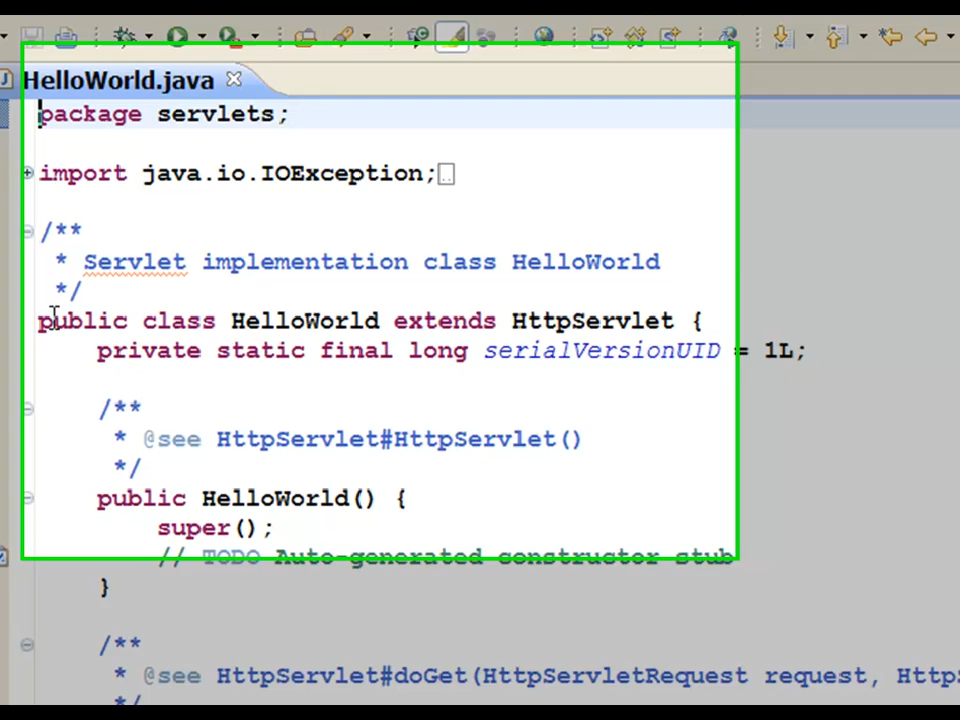 HelloWorld.java
package servlets;
import java.io.IOException;
/**
* Servlet implementation class HelloWorld
*/
public class HelloWorld extends HttpServlet {
private static final long serialVersionUID = 1L;
/**
* @see HttpServlet#HttpServlet()
*/
public HelloWorld() {
super();
// TODO Auto-generated constructor stub
}
/**
* @see HttpServlet#doGet(HttpServletRequest request, Http
*/